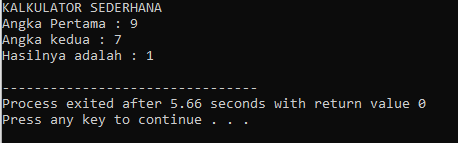 KALKULATOR SEDERHANA
Angka Pertama : 9
Angka kedua : 7
Hasilnya adalah : 1
--------------------------------
Process exited after 5.66 seconds with return value 0
Press any key to continue . . .